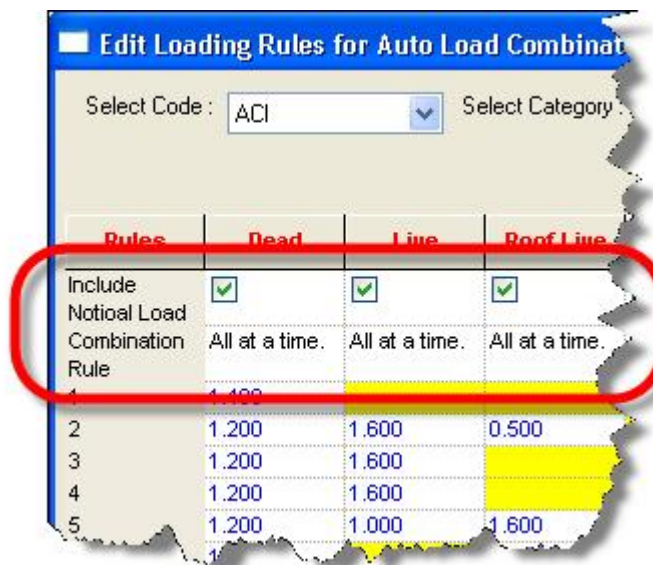 Edit Loading Rules for Auto Load Combinat
Select Code : ACI Select Category :
Rules Dead Live Roof Live
Include
Notioal Load
Combination All at a time. All at a time. All at a time.
Rule
1 1.400
2 1.200 1.600 0.500
3 1.200 1.600
4 1.200 1.600
5 1.200 1.000 1.600